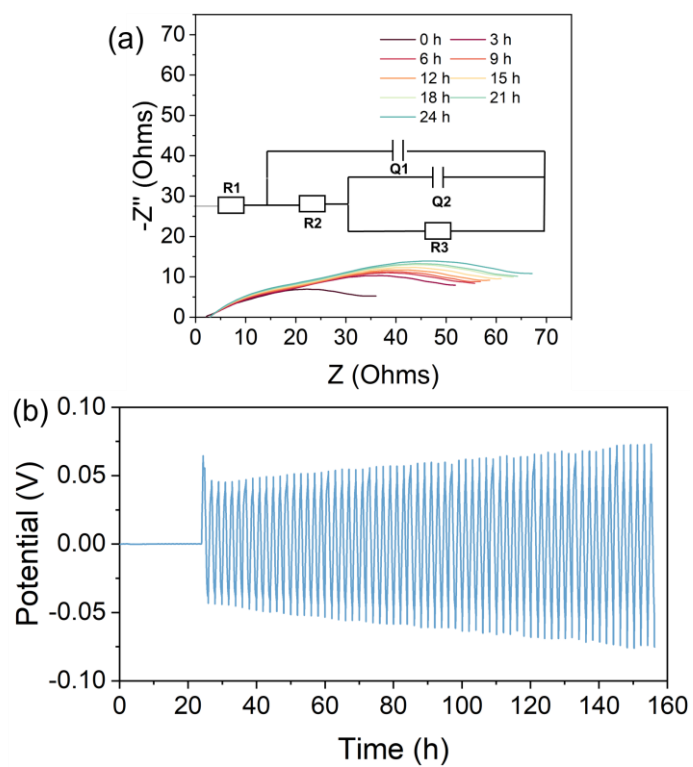 (a)
-Z" (Ohms)
70
60
50
40
30
20
10
0
0 h 3 h
6 h 9 h
12 h 15 h
18 h 21 h
24 h
Q1
R1
Q2
R2
R3
0 10 20 30 40 50 60 70
Z (Ohms)
(b)
Potential (V)
0.10
0.05
0.00
-0.05
-0.10
0 20 40 60 80 100 120 140 160
Time (h)